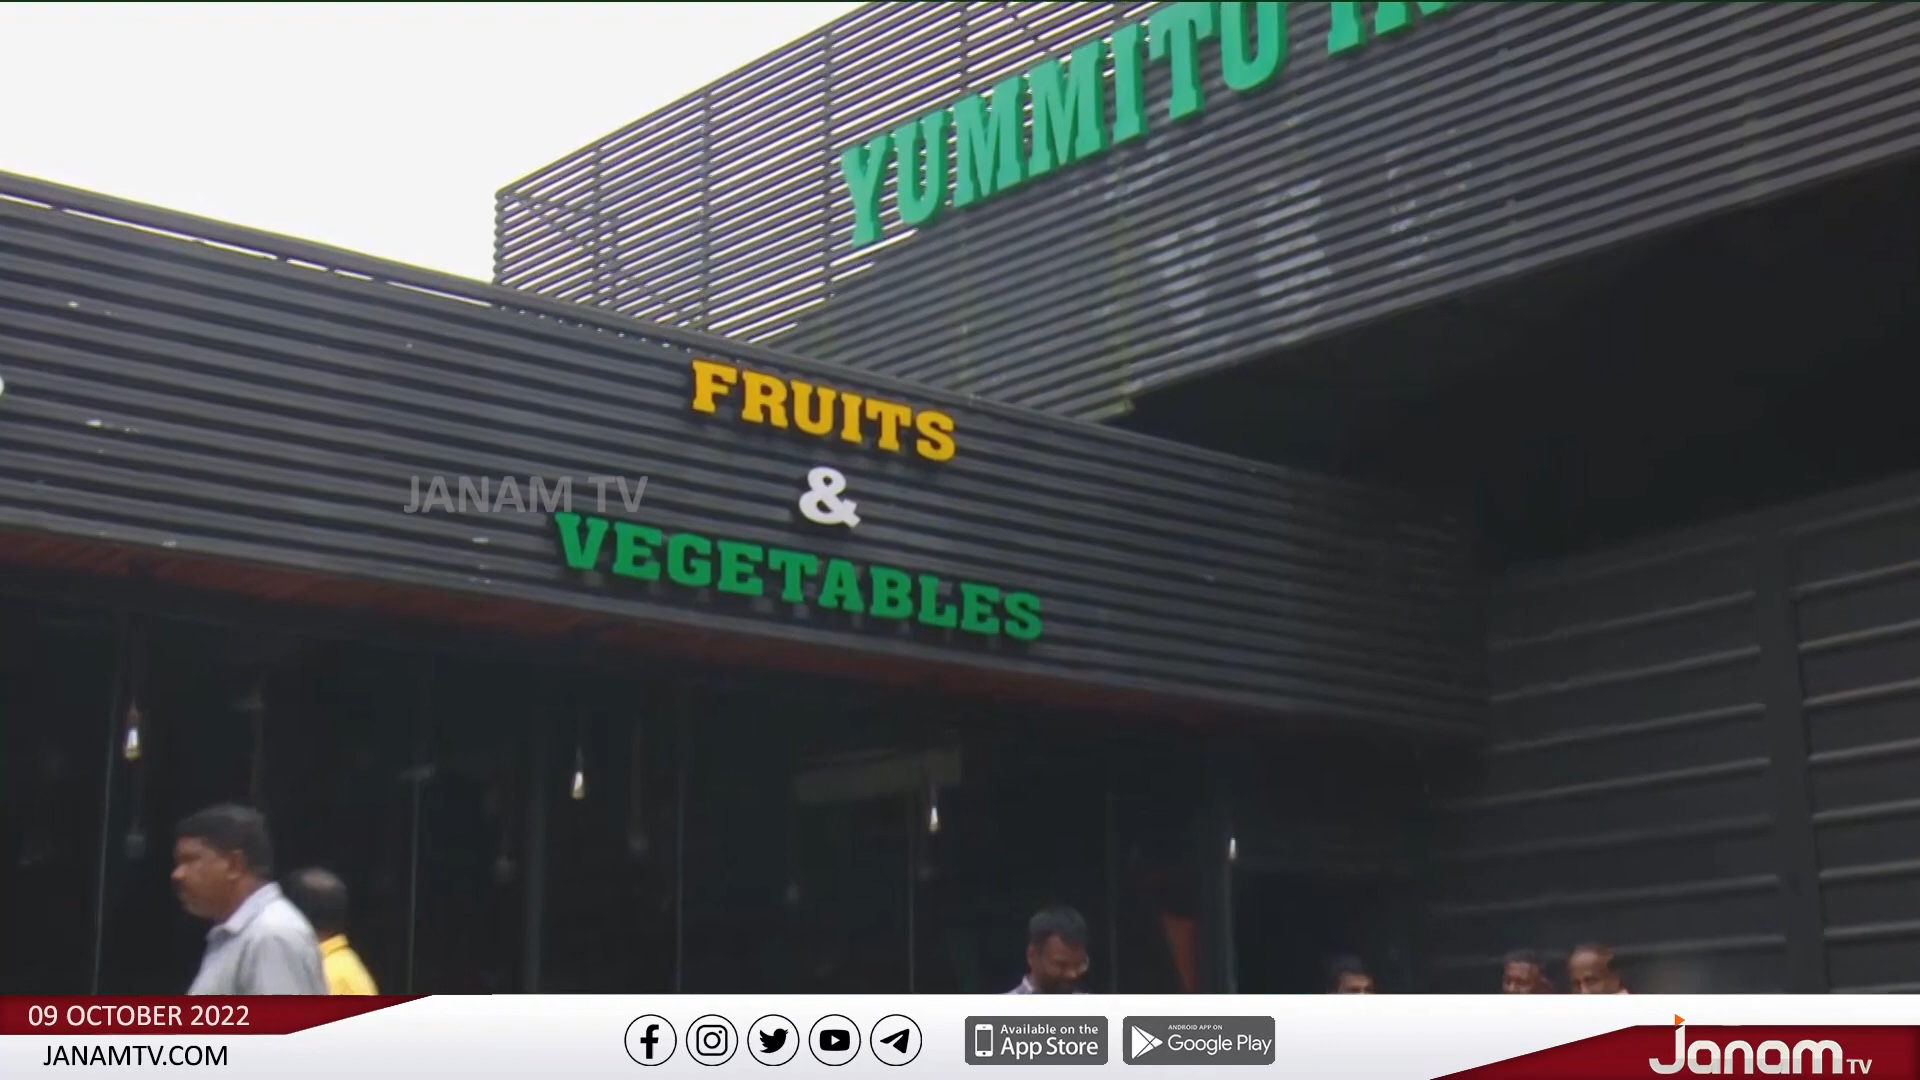 YUMMITO
FRUITS
&
VEGETABLES
JANAM TV
09 OCTOBER 2022
JANAMTV.COM
Available on the
App Store
ANDROID APP ON
Google Play
Janam TV